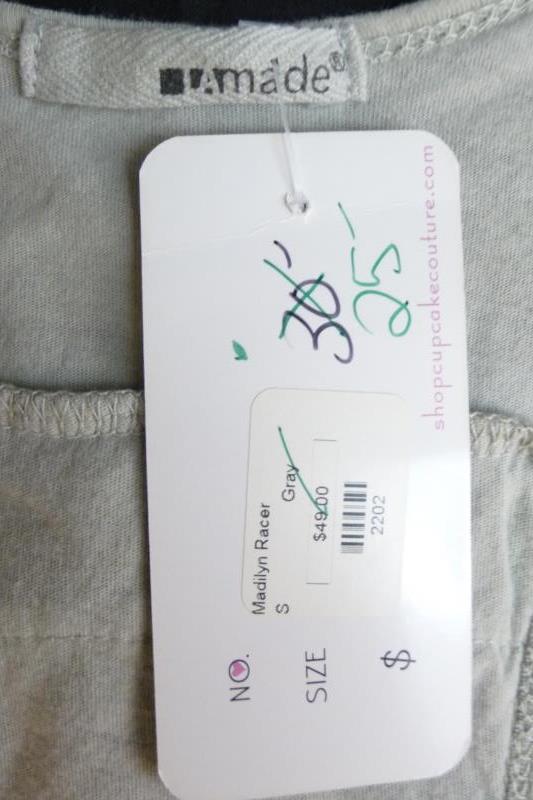 made®
30-
25-
shopcupcakecouture.com
Madilyn Racer
S Gray
$49.00
2202
NO.
SIZE
$